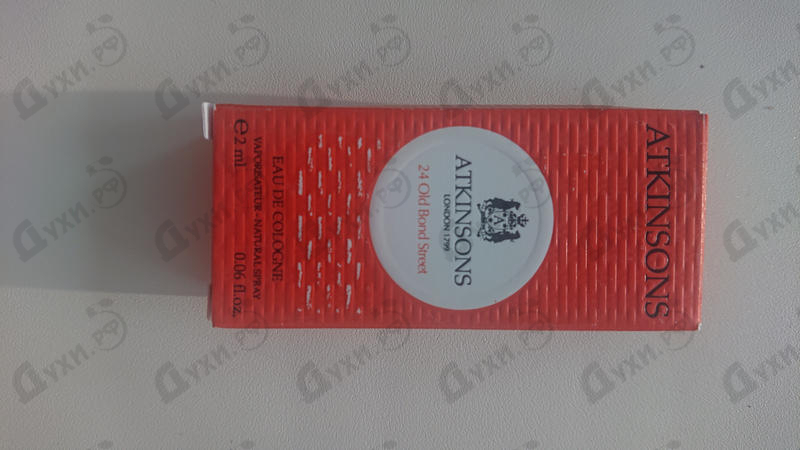 ATKINSONS
ATKINSONS
LONDON 1799
24 Old Bond Street
EAU DE COLOGNE
VAPORISATEUR - NATURAL SPRAY
e 2 ml 0.06 fl.oz.
Духи.рф